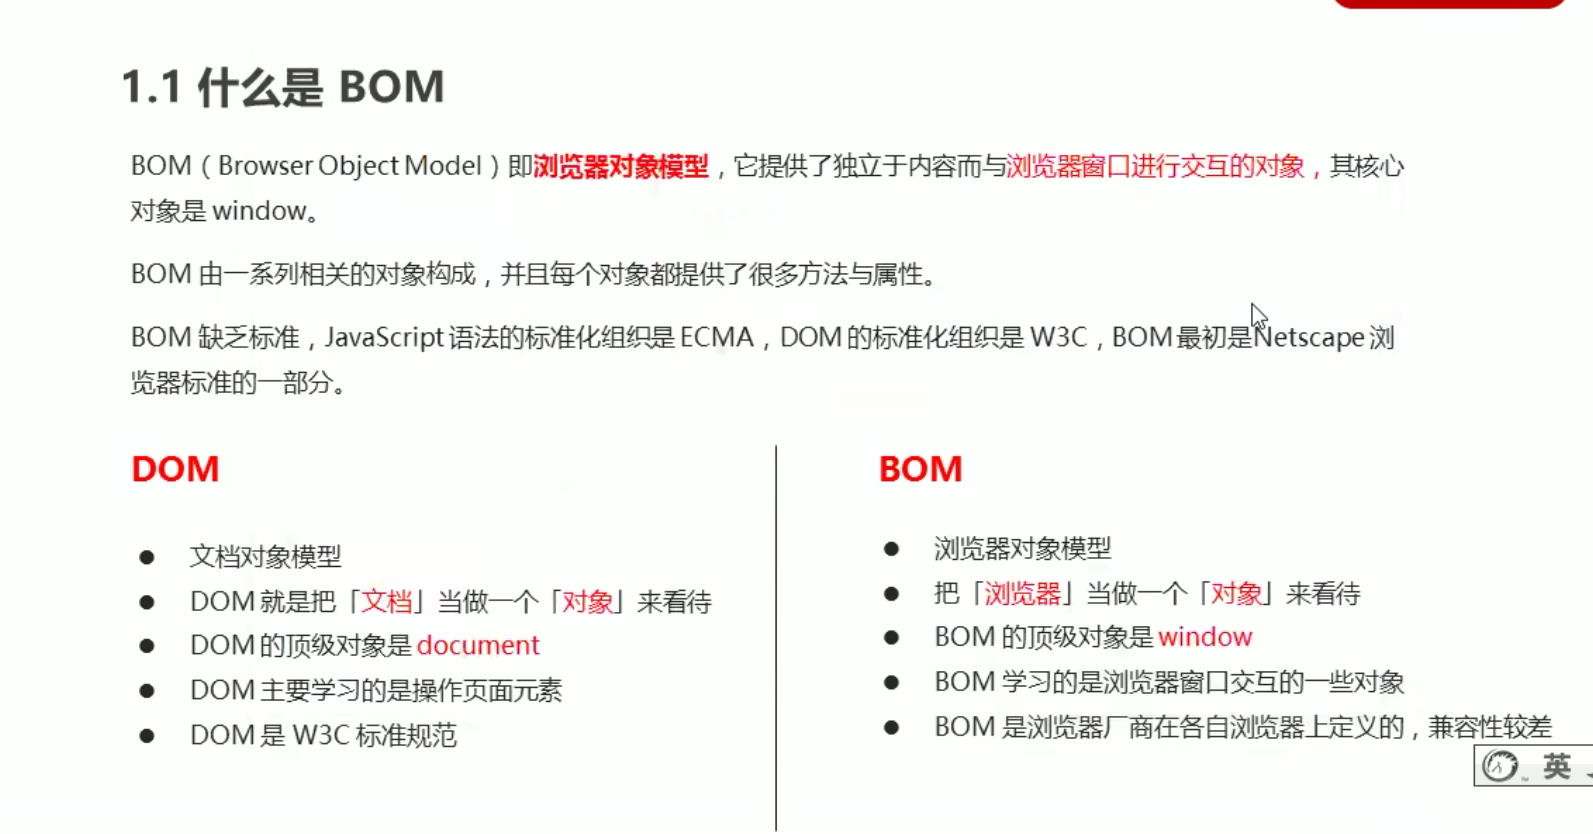 1.1 什么是 BOM
BOM（Browser Object Model）即浏览器对象模型，它提供了独立于内容而与浏览器窗口进行交互的对象，其核心
对象是 window。
BOM 由一系列相关的对象构成，并且每个对象都提供了很多方法与属性。
BOM 缺乏标准，JavaScript 语法的标准化组织是 ECMA，DOM 的标准化组织是 W3C，BOM 最初是Netscape 浏
览器标准的一部分。
DOM
● 文档对象模型
● DOM 就是把「文档」当做一个「对象」来看待
● DOM 的顶级对象是 document
● DOM 主要学习的是操作页面元素
● DOM 是 W3C 标准规范
BOM
● 浏览器对象模型
● 把「浏览器」当做一个「对象」来看待
● BOM 的顶级对象是 window
● BOM 学习的是浏览器窗口交互的一些对象
● BOM 是浏览器厂商在各自浏览器上定义的，兼容性较差
英